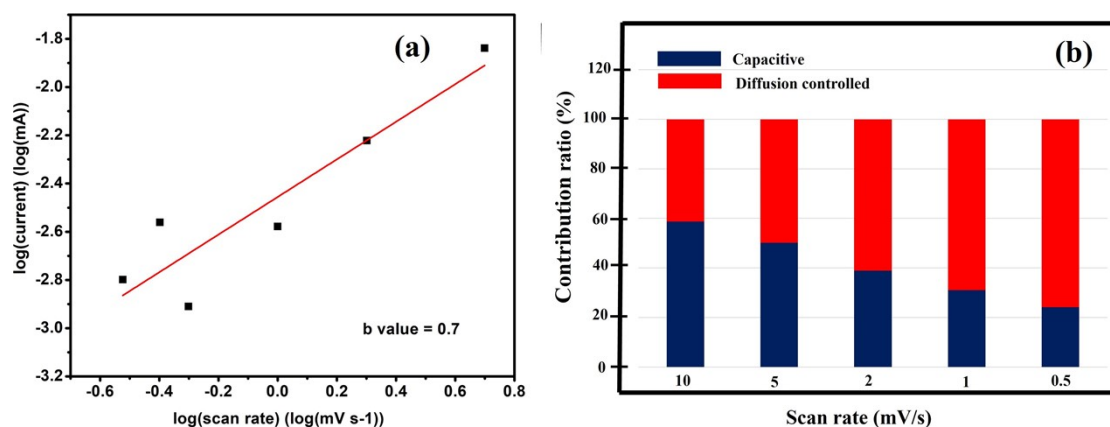 (a)
log(current) (log(mA))
-1.8
-2.0
-2.2
-2.4
-2.6
-2.8
-3.0
-3.2
b value = 0.7
-0.6 -0.4 -0.2 0.0 0.2 0.4 0.6 0.8
log(scan rate) (log(mV s-1))
(b)
Capacitive
Diffusion controlled
Contribution ratio (%)
120
100
80
60
40
20
0
10 5 2 1 0.5
Scan rate (mV/s)